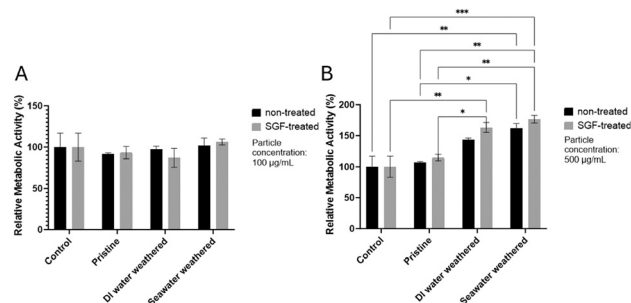 A
Relative Metabolic Activity (%)
150
100
50
0
Control
Pristine
DI water weathered
Seawater weathered
non-treated
SGF-treated
Particle
concentration:
100 µg/mL
B
***
**
**
**
*
**
*
Relative Metabolic Activity (%)
200
150
100
50
0
Control
Pristine
DI water weathered
Seawater weathered
non-treated
SGF-treated
Particle
concentration:
500 µg/mL